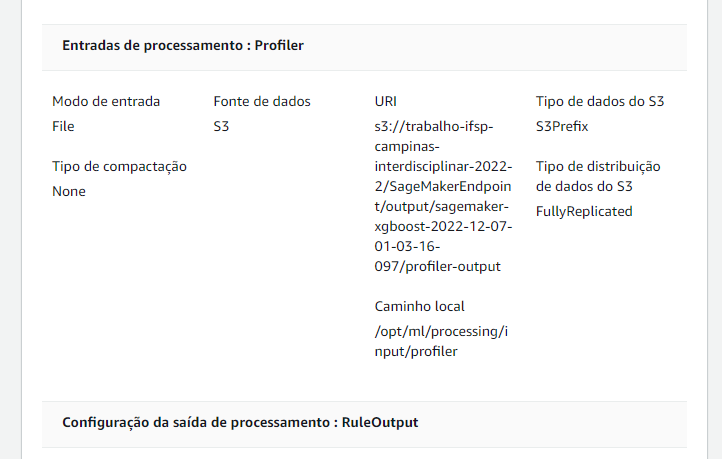 Entradas de processamento : Profiler
Modo de entrada
File
Tipo de compactação
None
Fonte de dados
S3
URI
s3://trabalho-ifsp-
campinas-
interdisciplinar-2022-
2/SageMakerEndpoin
t/output/sagemaker-
xgboost-2022-12-07-
01-03-16-
097/profiler-output
Caminho local
/opt/ml/processing/i
nput/profiler
Tipo de dados do S3
S3Prefix
Tipo de distribuição
de dados do S3
FullyReplicated
Configuração da saída de processamento : RuleOutput